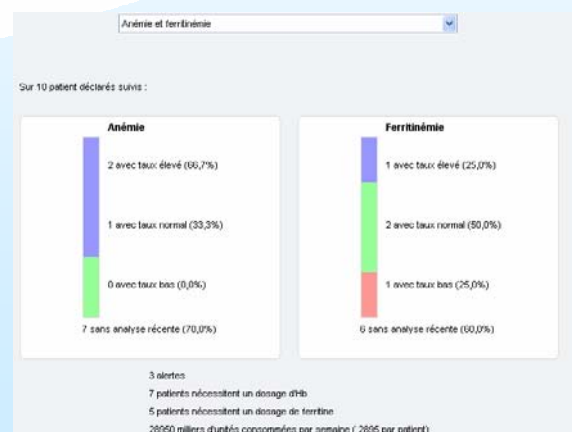 Anémie et ferritinémie
Sur 10 patient déclarés suivis :
Anémie
2 avec taux élevé (66,7%)
1 avec taux normal (33,3%)
0 avec taux bas (0,0%)
7 sans analyse récente (70,0%)
Ferritinémie
1 avec taux élevé (25,0%)
2 avec taux normal (50,0%)
1 avec taux bas (25,0%)
6 sans analyse récente (60,0%)
3 alertes
7 patients nécessitent un dosage d'Hb
5 patients nécessitent un dosage de ferritine
28950 milliers d'unités consommées par semaine ( 2895 par patient)